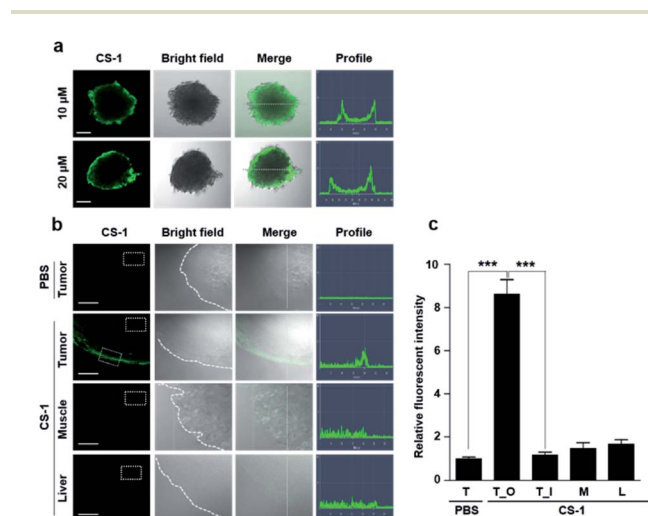 a
CS-1 Bright field Merge Profile
10 μM
20 μM
b
CS-1 Bright field Merge Profile
PBS
Tumor
CS-1
Tumor
Muscle
Liver
c
Relative fluorescent intensity
10
8
6
4
2
0
*** ***
T T_O T_I M L
PBS CS-1